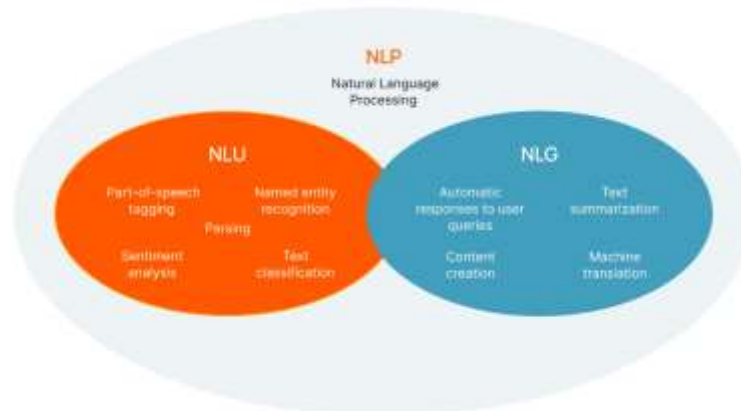 NLP
Natural Language
Processing
NLU
NLG
Part-of-speech
tagging
Named entity
recognition
Parsing
Sentiment
analysis
Text
classification
Automatic
responses to user
queries
Text
summarization
Content
creation
Machine
translation